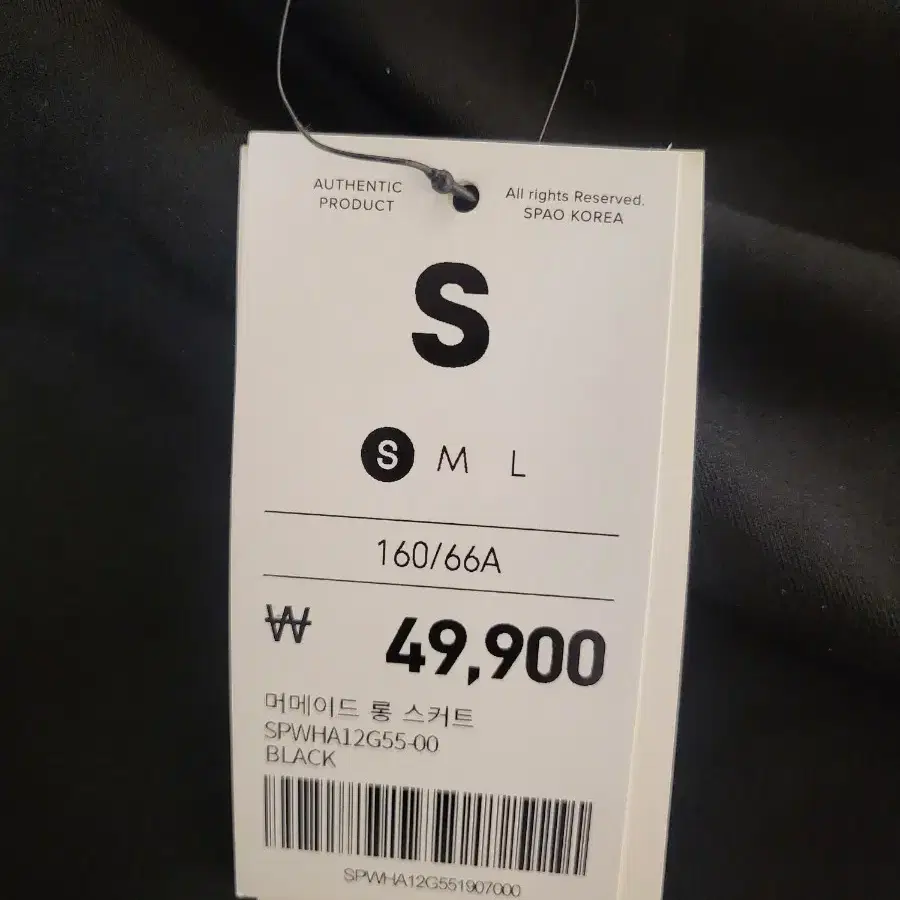 AUTHENTIC
PRODUCT
All rights Reserved.
SPAO KOREA
S
S M L
160/66A
₩ 49,900
머메이드 롱 스커트
SPWHA12G55-00
BLACK
SPWHA12G551907000